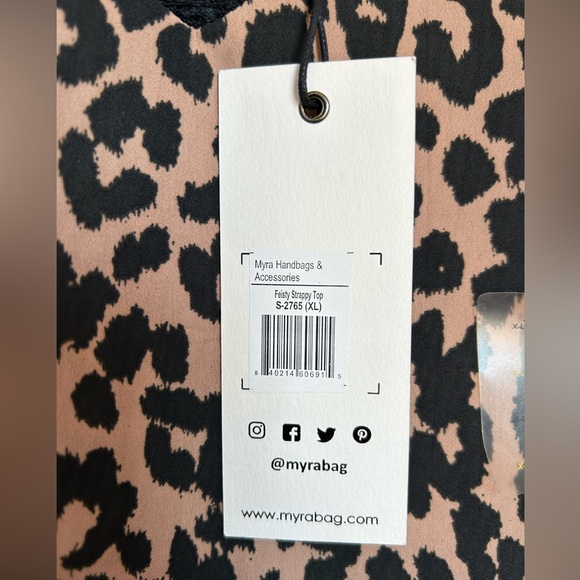 Myra Handbags &
Accessories
Feisty Strappy Top
S-2765 (XL)
8 40214 60691 5
@myrabag
www.myrabag.com